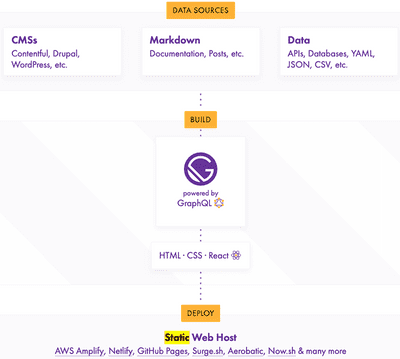 DATA SOURCES
CMSs
Contentful, Drupal,
WordPress, etc.
Markdown
Documentation, Posts, etc.
Data
APIs, Databases, YAML,
JSON, CSV, etc.
BUILD
powered by
GraphQL
HTML · CSS · React
DEPLOY
Static Web Host
AWS Amplify, Netlify, GitHub Pages, Surge.sh, Aerobatic, Now.sh & many more